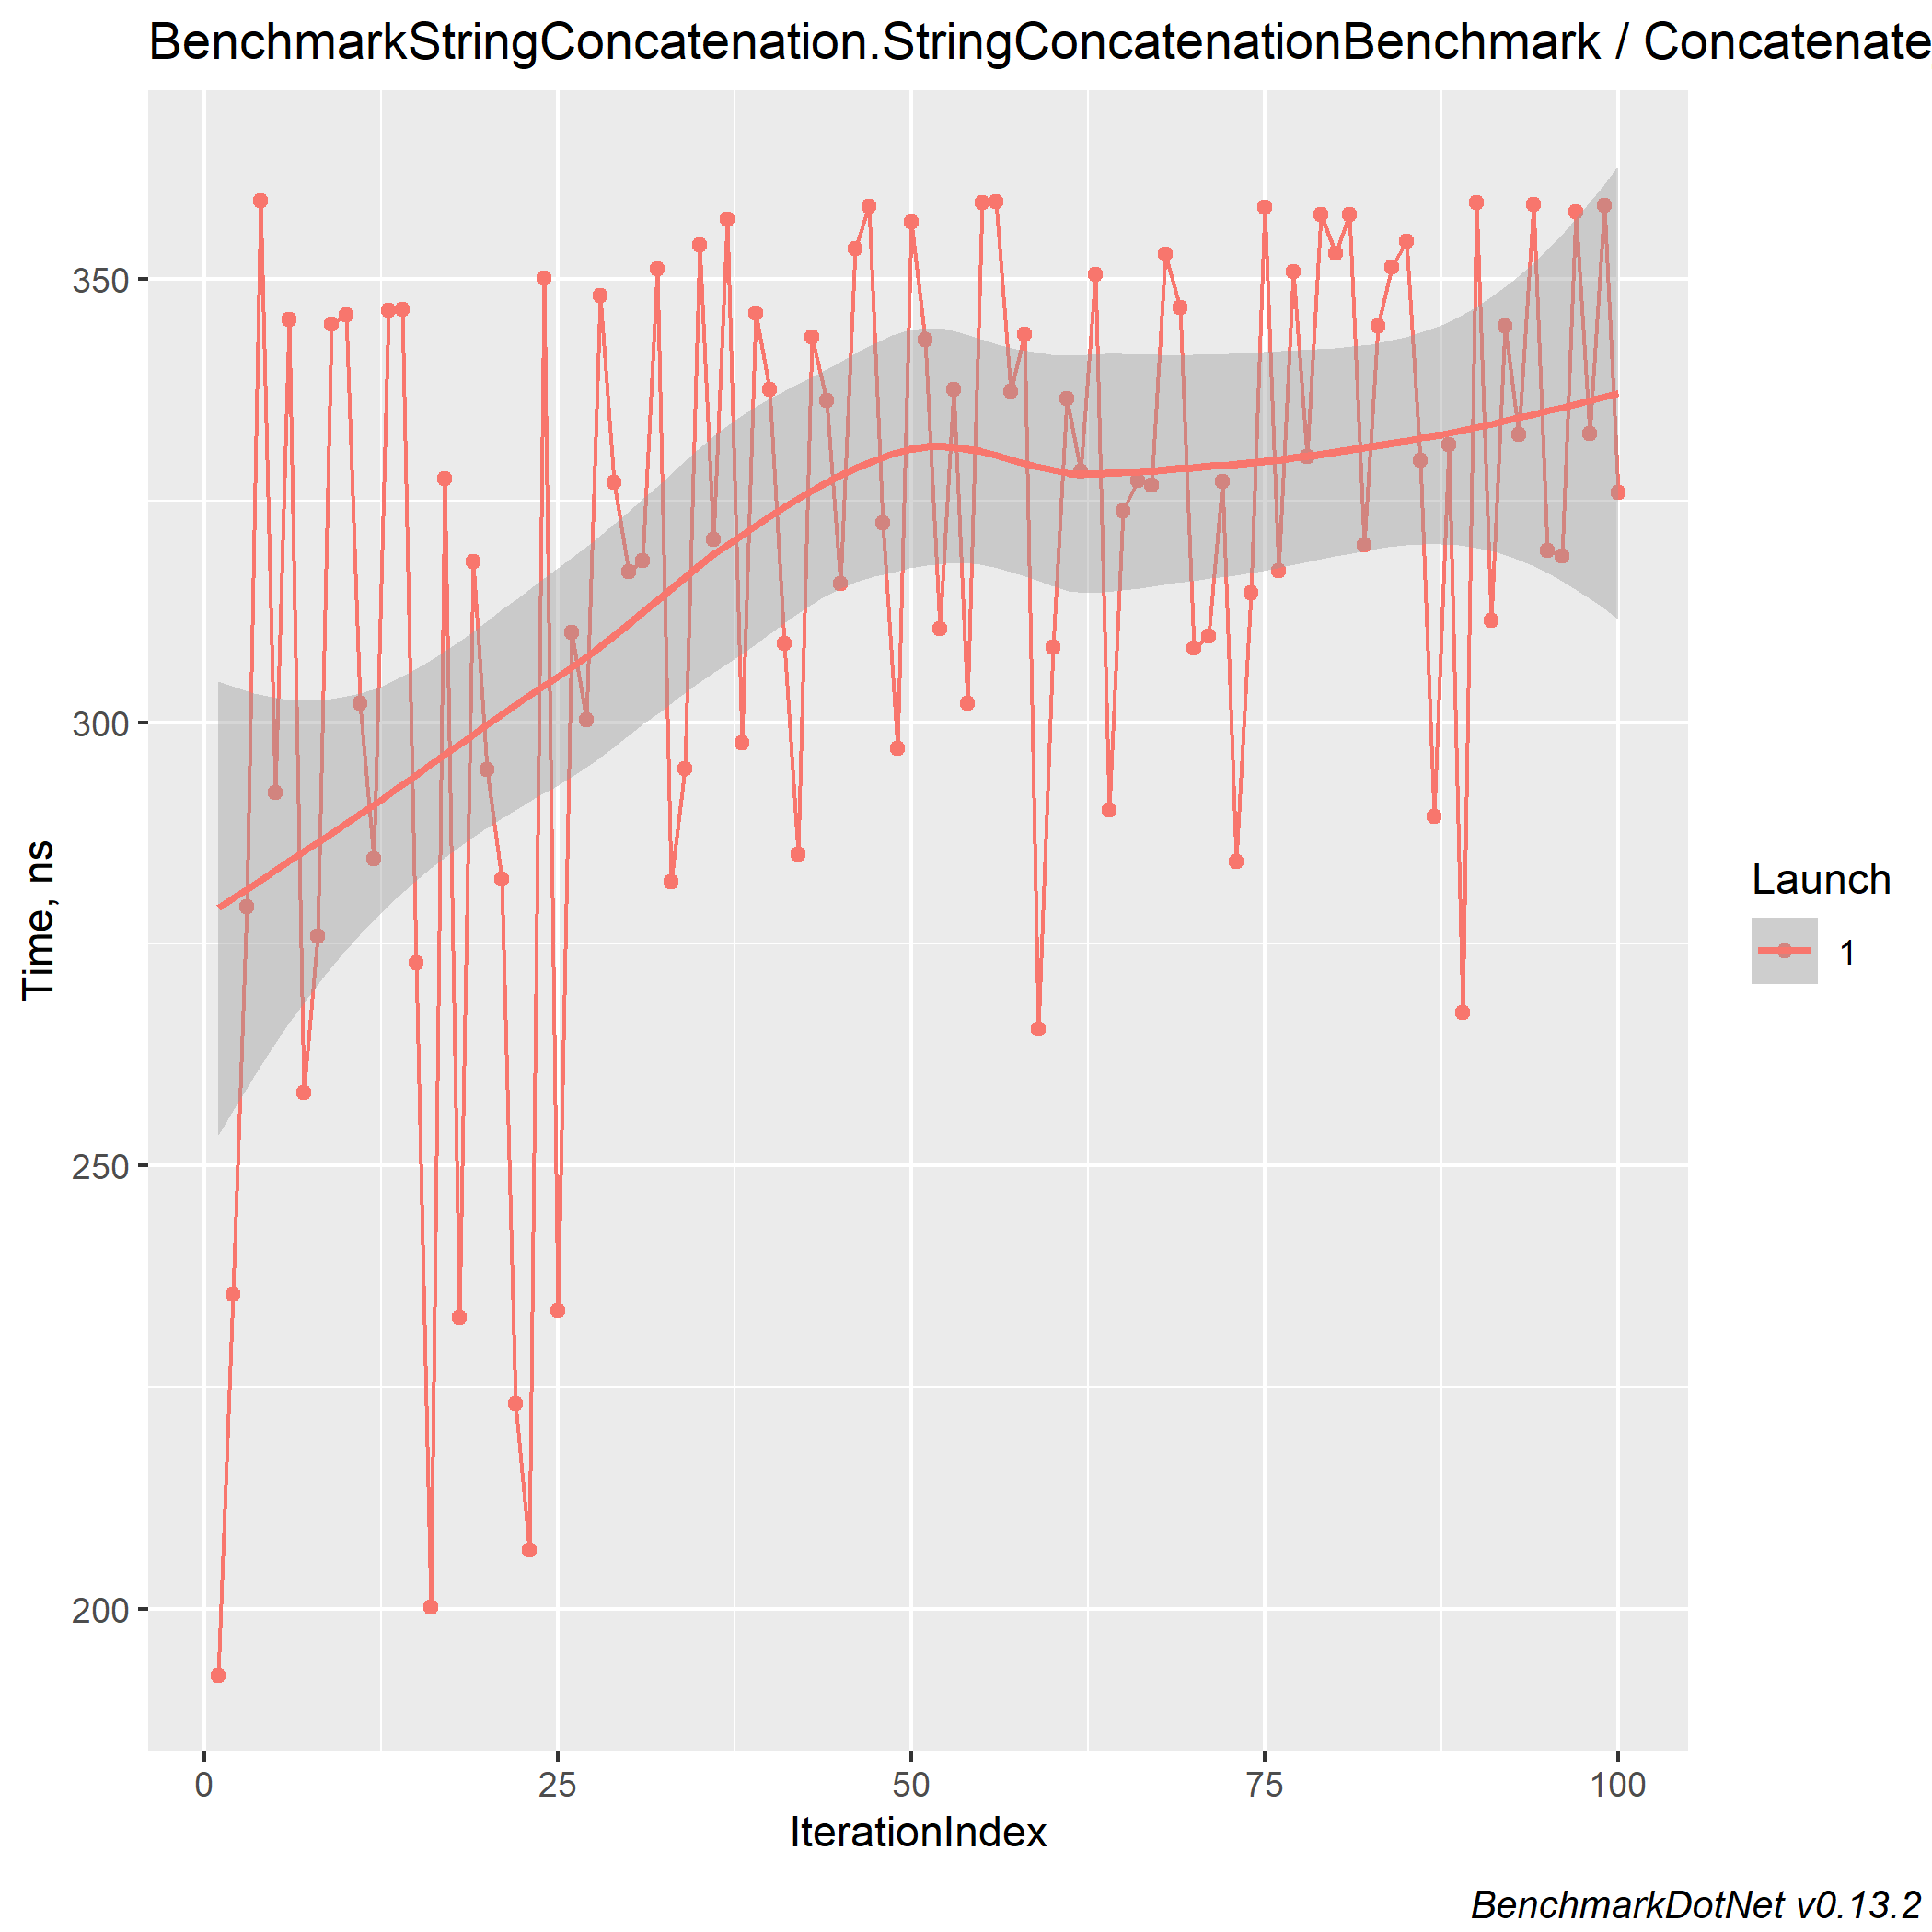 BenchmarkStringConcatenation.StringConcatenationBenchmark / Concatenate
Time, ns
350
300
250
200
0 25 50 75 100
IterationIndex
Launch
1
BenchmarkDotNet v0.13.2